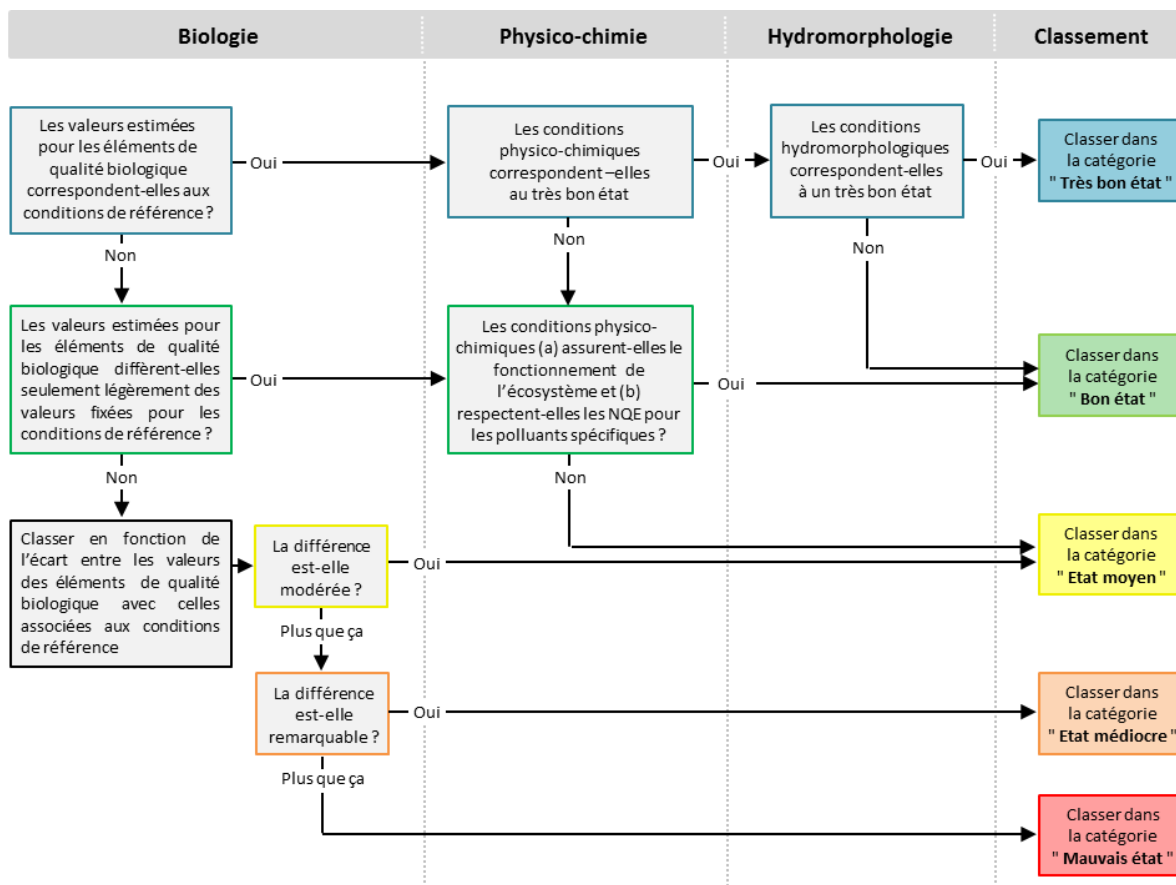 Biologie
Physico-chimie
Hydromorphologie
Classement
Les valeurs estimées
pour les éléments de
qualité biologique
correspondent-elles aux
conditions de référence ?
Oui
Les conditions
physico-chimiques
correspondent –elles
au très bon état
Oui
Les conditions
hydromorphologiques
correspondent-elles
à un très bon état
Oui
Classer dans
la catégorie
" Très bon état "
Non
Non
Non
Les valeurs estimées pour
les éléments de qualité
biologique diffèrent-elles
seulement légèrement des
valeurs fixées pour les
conditions de référence ?
Oui
Les conditions physico-
chimiques (a) assurent-elles le
fonctionnement de
l'écosystème et (b)
respectent-elles les NQE pour
les polluants spécifiques ?
Oui
Classer dans
la catégorie
" Bon état "
Non
Non
Classer en fonction de
l'écart entre les valeurs
des éléments de qualité
biologique avec celles
associées aux conditions
de référence
La différence
est-elle
modérée ?
Oui
Classer dans
la catégorie
" Etat moyen "
Plus que ça
La différence
est-elle
remarquable ?
Oui
Classer dans
la catégorie
" Etat médiocre "
Plus que ça
Classer dans
la catégorie
" Mauvais état "